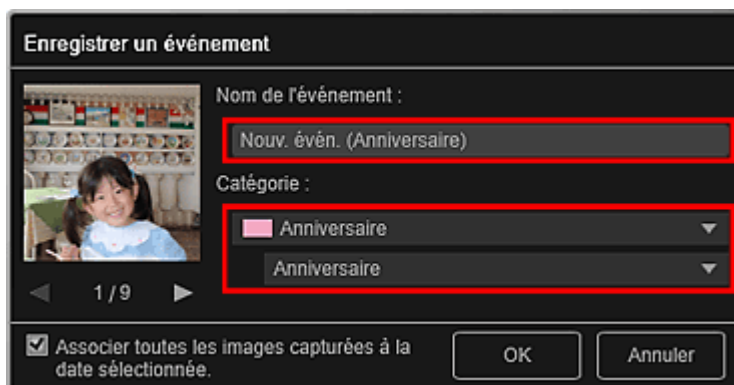 Enregistrer un événement
Nom de l'événement :
Nouv. évén. (Anniversaire)
Catégorie :
Anniversaire
Anniversaire
1/9
Associer toutes les images capturées à la
date sélectionnée.
OK
Annuler